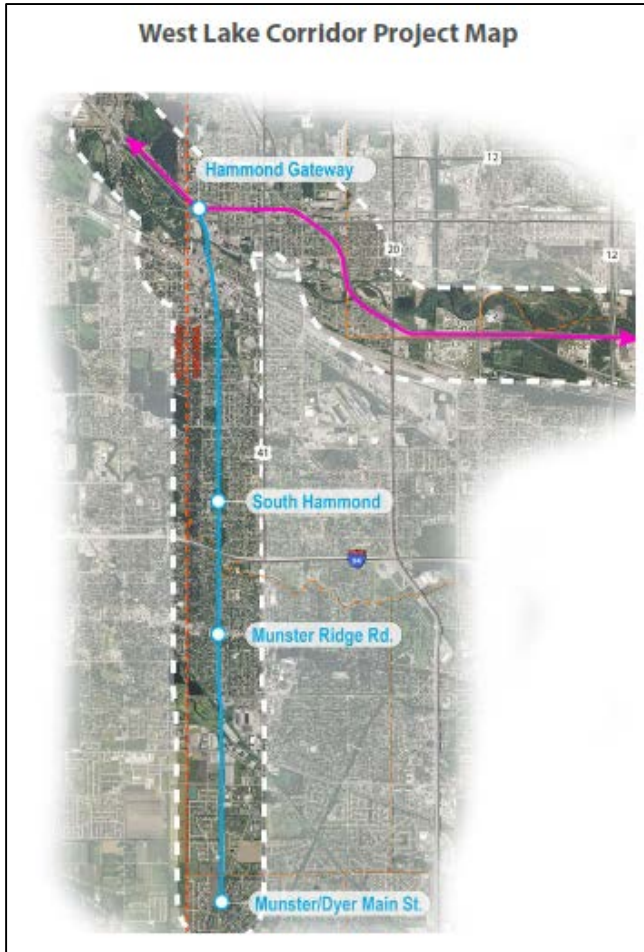 West Lake Corridor Project Map
Hammond Gateway
12
20
12
41
South Hammond
94
Munster Ridge Rd.
Munster/Dyer Main St.